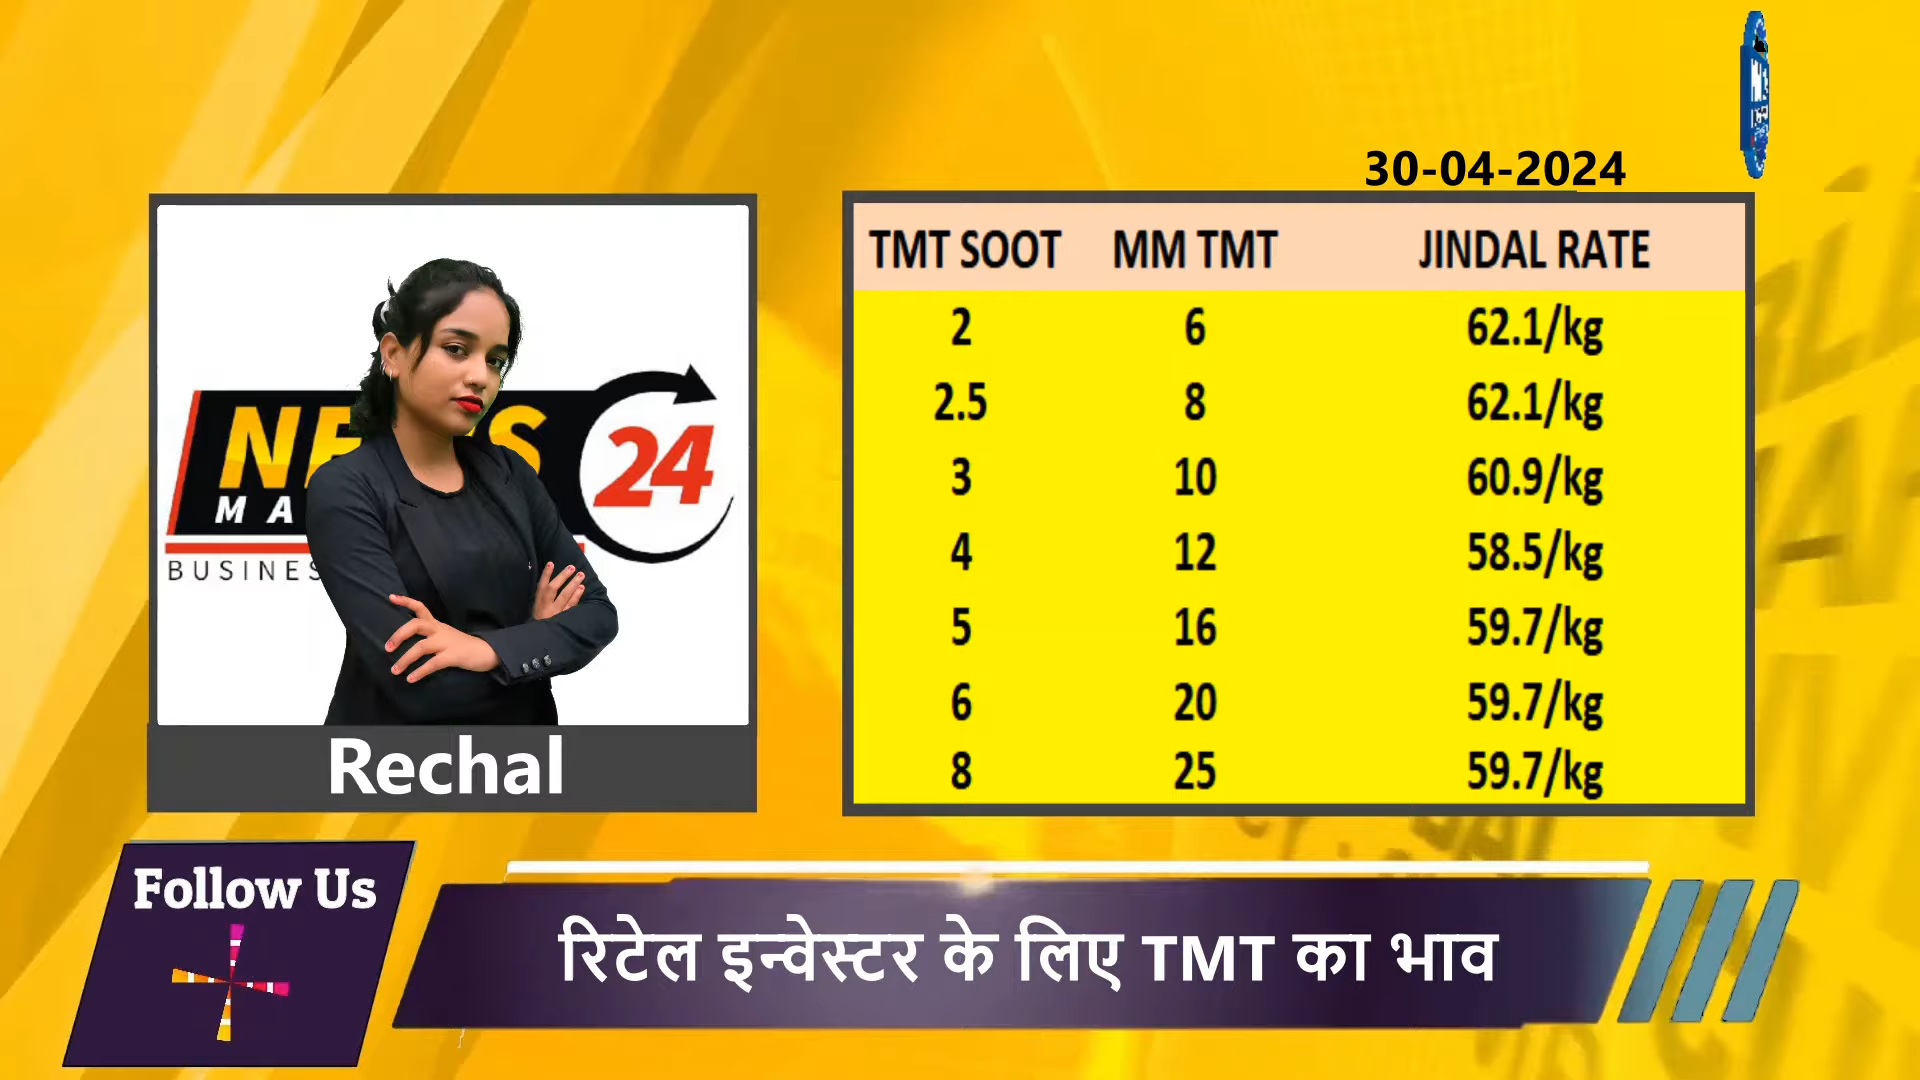 30-04-2024
TMT SOOT MM TMT JINDAL RATE
2 6 62.1/kg
2.5 8 62.1/kg
3 10 60.9/kg
4 12 58.5/kg
5 16 59.7/kg
6 20 59.7/kg
8 25 59.7/kg
24
Rechal
Follow Us
रिटेल इन्वेस्टर के लिए TMT का भाव